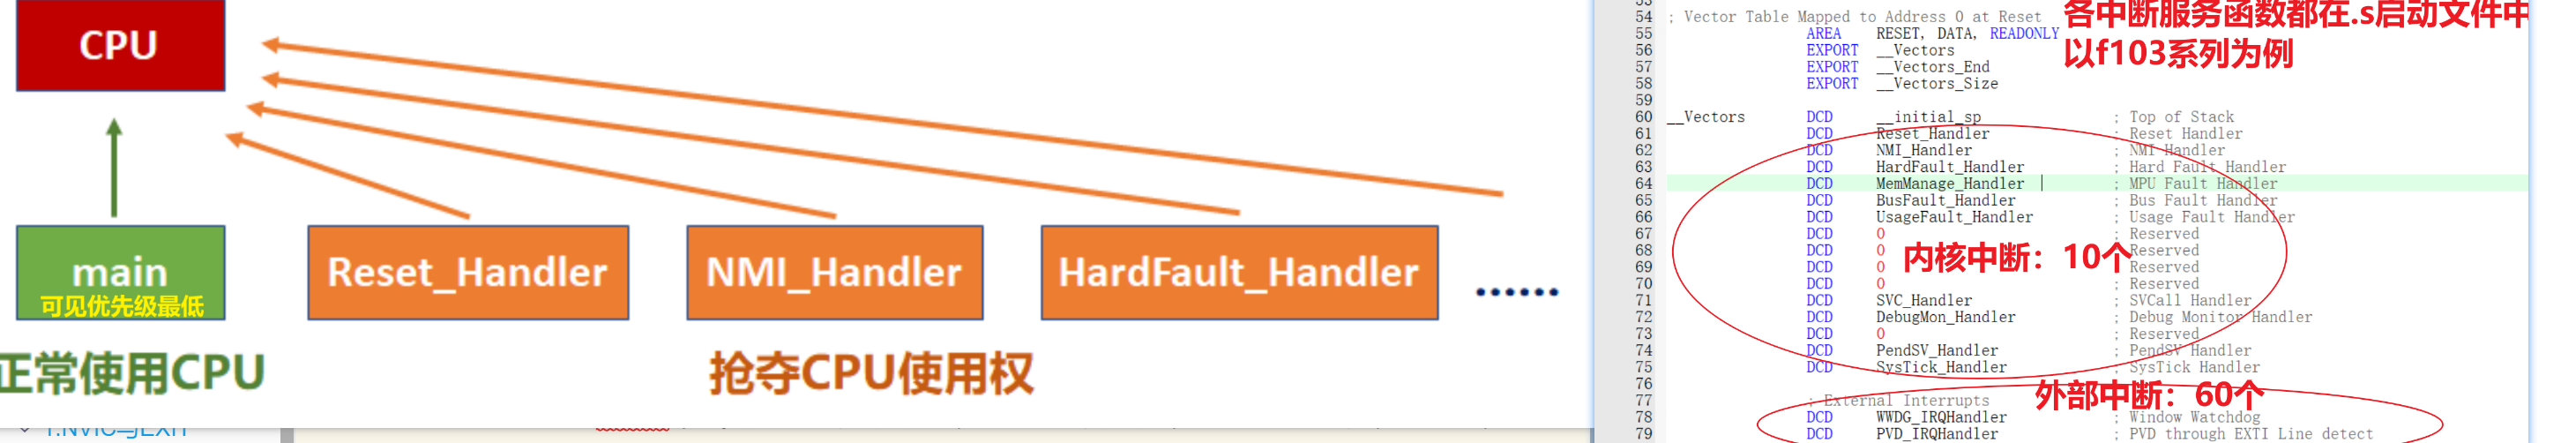 CPU
main
可见优先级最低
Reset_Handler
NMI_Handler
HardFault_Handler
......
正常使用CPU
抢夺CPU使用权
1.NVIC与EXTI
各中断服务函数都在.s启动文件中
以f103系列为例
54 ; Vector Table Mapped to Address 0 at Reset
55 AREA RESET, DATA, READONLY
56 EXPORT __Vectors
57 EXPORT __Vectors_End
58 EXPORT __Vectors_Size
59
60 __Vectors DCD __initial_sp ; Top of Stack
61 DCD Reset_Handler ; Reset Handler
62 DCD NMI_Handler ; NMI Handler
63 DCD HardFault_Handler ; Hard Fault Handler
64 DCD MemManage_Handler ; MPU Fault Handler
65 DCD BusFault_Handler ; Bus Fault Handler
66 DCD UsageFault_Handler ; Usage Fault Handler
67 DCD 0 ; Reserved
68 DCD 0 ; Reserved
内核中断：10个
69 DCD 0 ; Reserved
70 DCD 0 ; Reserved
71 DCD SVC_Handler ; SVCall Handler
72 DCD DebugMon_Handler ; Debug Monitor Handler
73 DCD 0 ; Reserved
74 DCD PendSV_Handler ; PendSV Handler
75 DCD SysTick_Handler ; SysTick Handler
76
外部中断：60个
77 ; External Interrupts
78 DCD WWDG_IRQHandler ; Window Watchdog
79 DCD PVD_IRQHandler ; PVD through EXTI Line detect